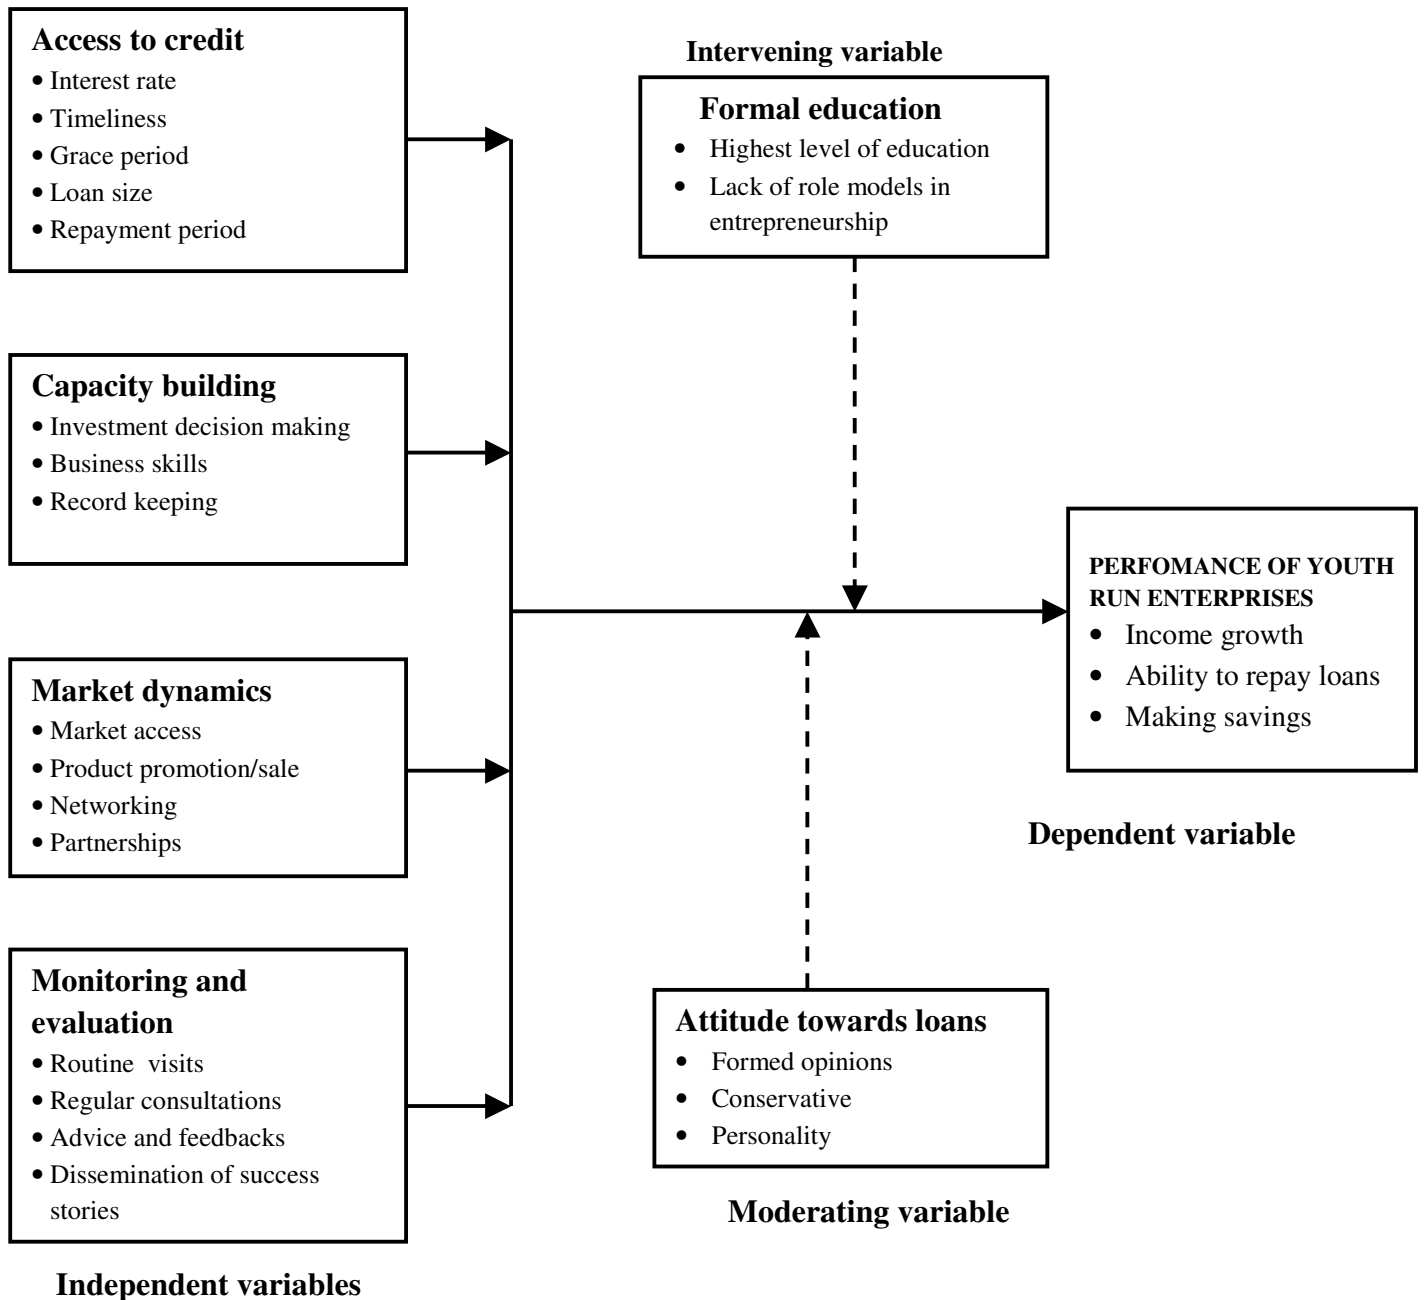 Access to credit
• Interest rate
• Timeliness
• Grace period
• Loan size
• Repayment period
Capacity building
• Investment decision making
• Business skills
• Record keeping
Market dynamics
• Market access
• Product promotion/sale
• Networking
• Partnerships
Monitoring and
evaluation
• Routine visits
• Regular consultations
• Advice and feedbacks
• Dissemination of success
stories
Independent variables
Intervening variable
Formal education
• Highest level of education
• Lack of role models in
entrepreneurship
Attitude towards loans
• Formed opinions
• Conservative
• Personality
Moderating variable
PERFOMANCE OF YOUTH
RUN ENTERPRISES
• Income growth
• Ability to repay loans
• Making savings
Dependent variable